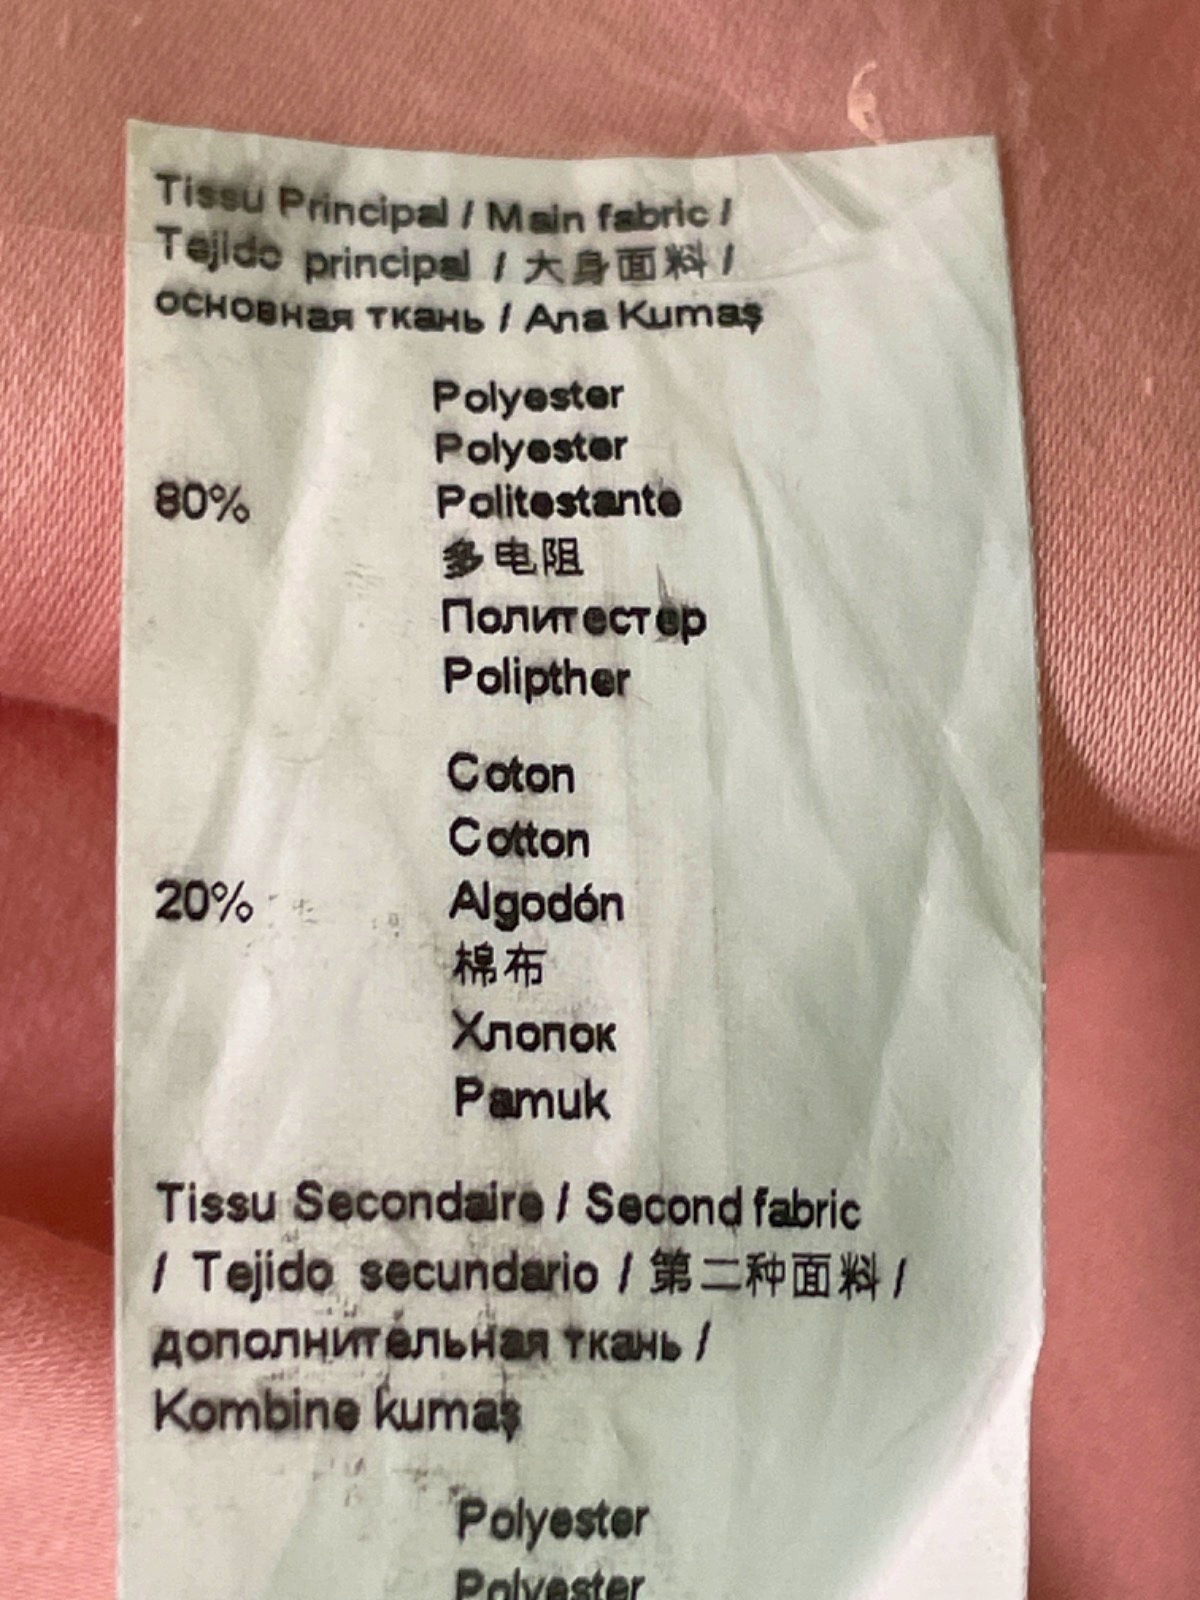 Tissu Principal / Main fabric /
Tejido principal / 大身面料 /
основная ткань / Ana Kumaş
Polyester
Polyester
80% Politestante
多电阻
Политестер
Polipther
Coton
Cotton
20% Algodón
棉布
Хлопок
Pamuk
Tissu Secondaire / Second fabric
/ Tejido secundario / 第二种面料 /
дополнительная ткань /
Kombine kumaş
Polyester
Polyester